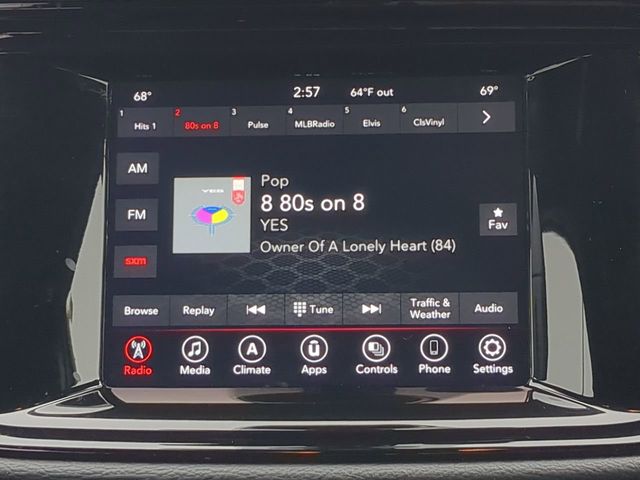 68° 2:57 64°F out 69°
1 Hits 1 2 80s on 8 3 Pulse 4 MLBRadio 5 Elvis 6 ClsVinyl >
AM
FM
sxm
YES
Pop
8 80s on 8
YES
Owner Of A Lonely Heart (84)
Fav
Browse Replay Tune Traffic & Weather Audio
Radio Media Climate Apps Controls Phone Settings